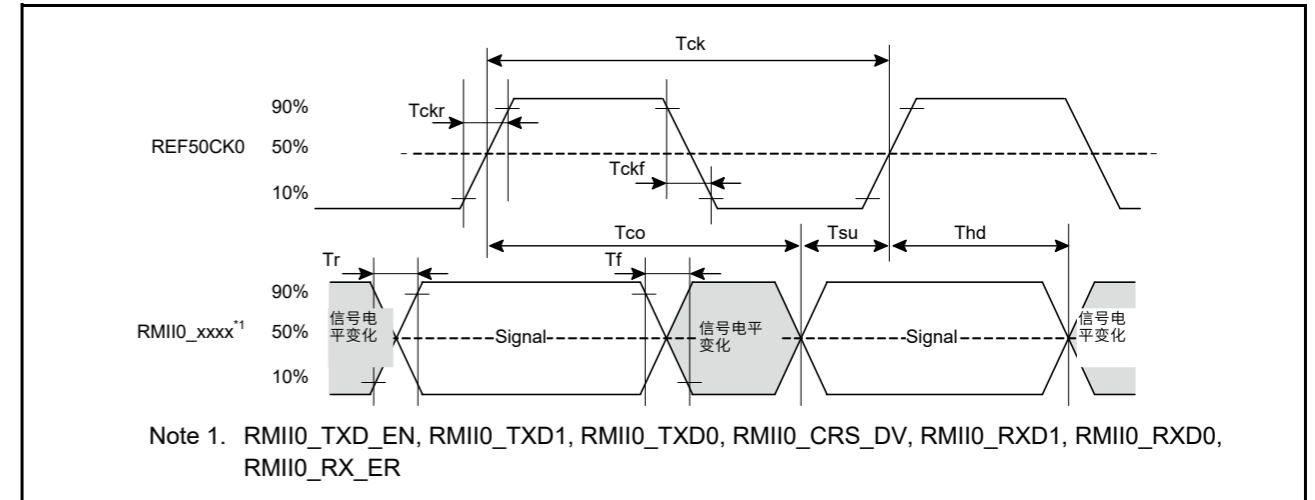 Tck
90%
Tckr
REF50CK0
50%
Tckf
10%
Tco
Tsu
Thd
Tr
Tf
90%
RMII0_xxxx*1
50%
10%
信号电
平变化
Signal
信号电平
变化
Signal
信号电
平变化
Note 1. RMII0_TXD_EN, RMII0_TXD1, RMII0_TXD0, RMII0_CRS_DV, RMII0_RXD1, RMII0_RXD0,
RMII0_RX_ER